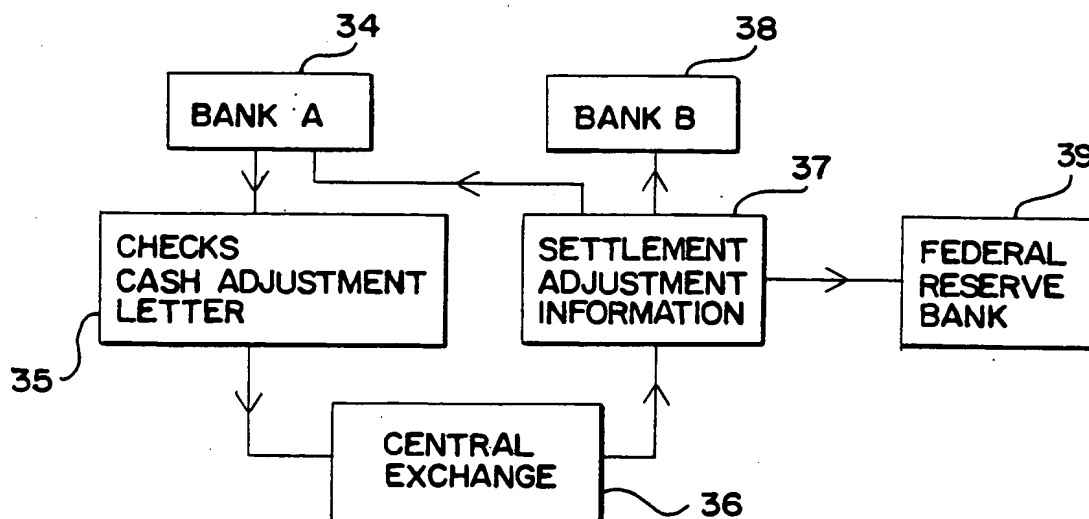 34
BANK A
38
BANK B
37
39
CHECKS
CASH ADJUSTMENT
LETTER
35
SETTLEMENT
ADJUSTMENT
INFORMATION
FEDERAL
RESERVE
BANK
CENTRAL
EXCHANGE
36